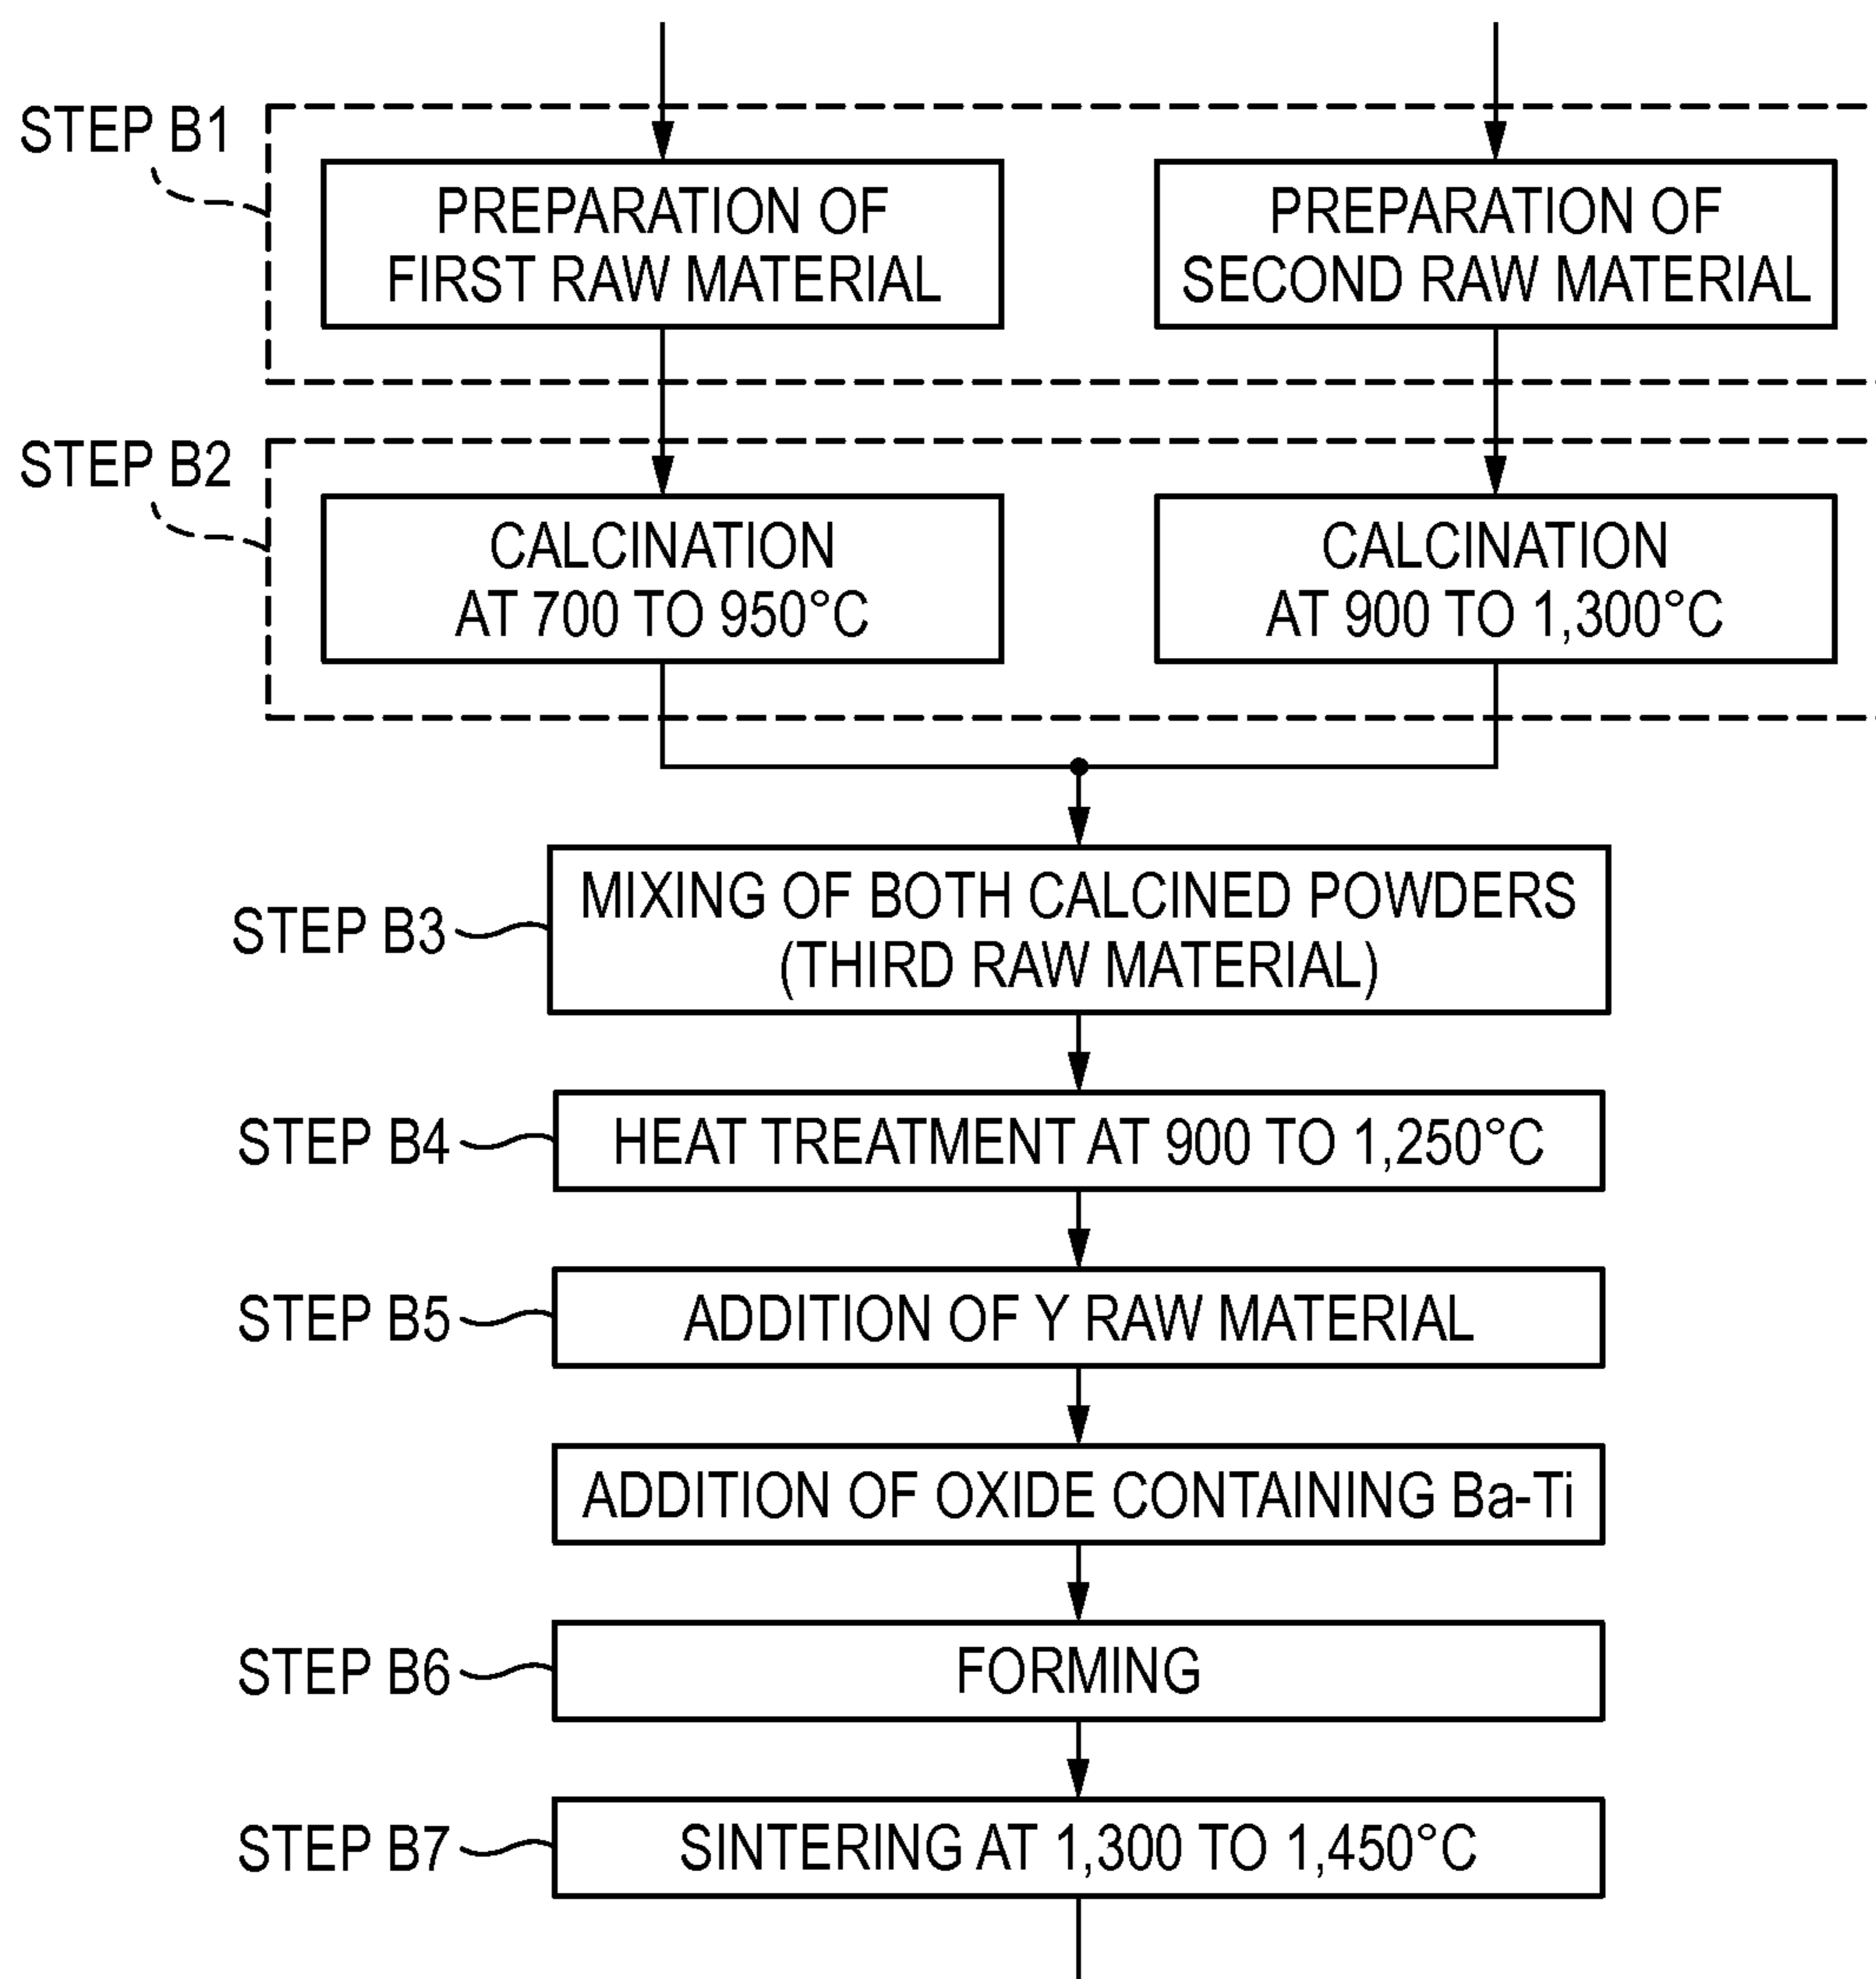 STEP B1
PREPARATION OF
FIRST RAW MATERIAL
PREPARATION OF
SECOND RAW MATERIAL
STEP B2
CALCINATION
AT 700 TO 950°C
CALCINATION
AT 900 TO 1,300°C
STEP B3
MIXING OF BOTH CALCINED POWDERS
(THIRD RAW MATERIAL)
STEP B4
HEAT TREATMENT AT 900 TO 1,250°C
STEP B5
ADDITION OF Y RAW MATERIAL
ADDITION OF OXIDE CONTAINING Ba-Ti
STEP B6
FORMING
STEP B7
SINTERING AT 1,300 TO 1,450°C